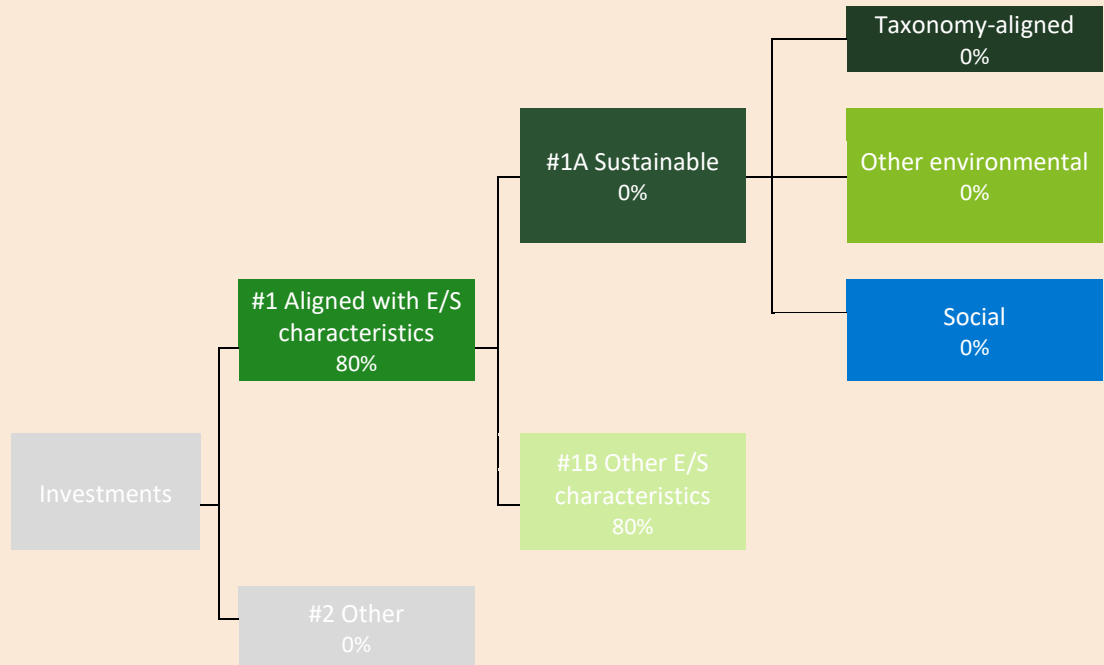 Taxonomy-aligned
0%
#1A Sustainable
0%
Other environmental
0%
#1 Aligned with E/S
characteristics
80%
Social
0%
Investments
#1B Other E/S
characteristics
80%
#2 Other
0%